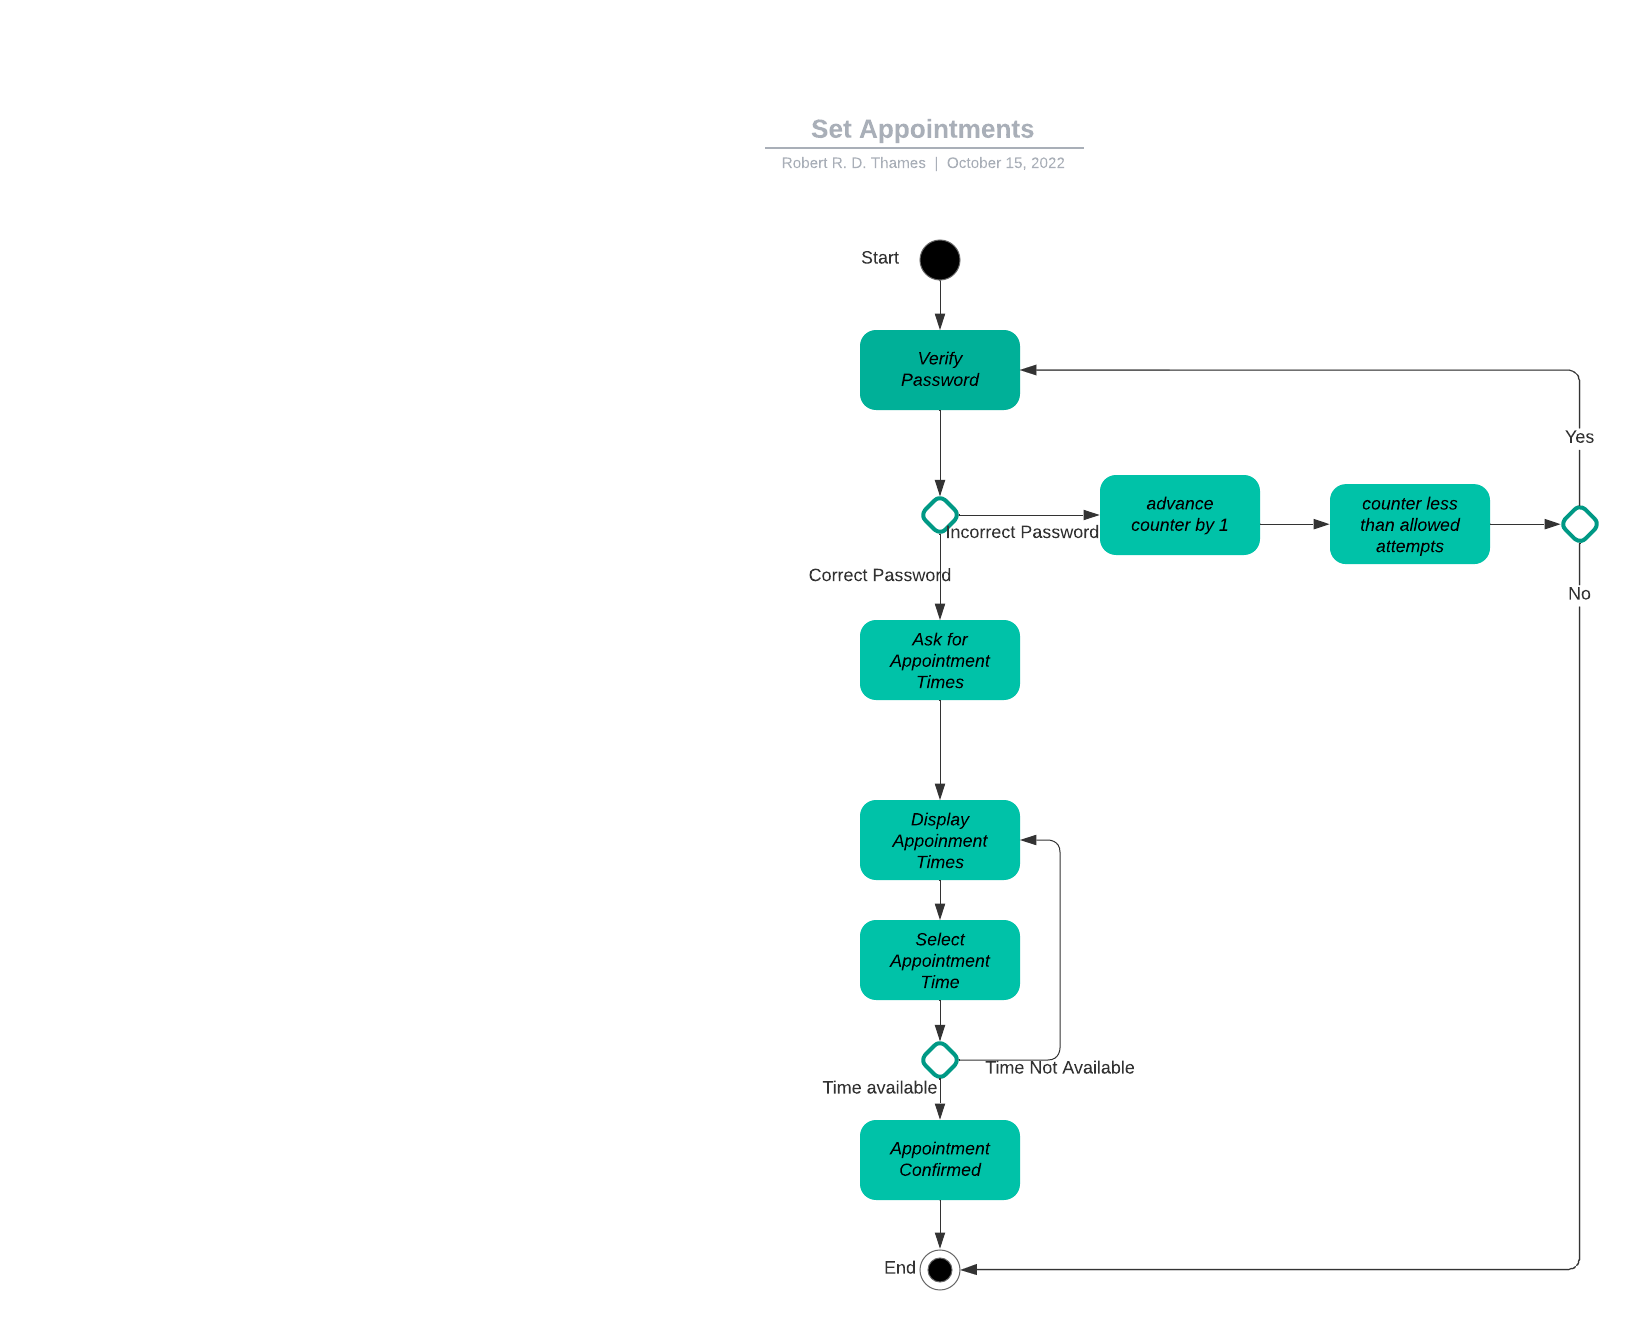 Set Appointments
Robert R. D. Thames | October 15, 2022
Start
Verify
Password
Yes
advance
counter by 1
counter less
than allowed
attempts
Incorrect Password
Correct Password
No
Ask for
Appointment
Times
Display
Appoinment
Times
Select
Appointment
Time
Time Not Available
Time available
Appointment
Confirmed
End